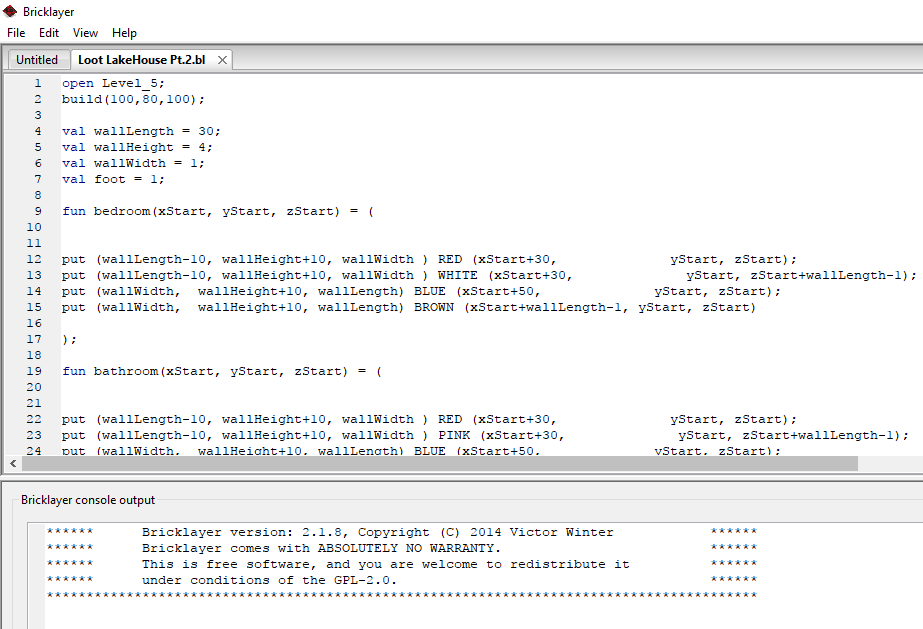 Bricklayer
File Edit View Help
Untitled Loot LakeHouse Pt.2.bl
1 open Level_5;
2 build(100,80,100);
3
4 val wallLength = 30;
5 val wallHeight = 4;
6 val wallWidth = 1;
7 val foot = 1;
8
9 fun bedroom(xStart, yStart, zStart) = (
10
11
12 put (wallLength-10, wallHeight+10, wallWidth ) RED (xStart+30, yStart, zStart);
13 put (wallLength-10, wallHeight+10, wallWidth ) WHITE (xStart+30, yStart, zStart+wallLength-1);
14 put (wallWidth, wallHeight+10, wallLength) BLUE (xStart+50, yStart, zStart);
15 put (wallWidth, wallHeight+10, wallLength) BROWN (xStart+wallLength-1, yStart, zStart)
16
17 );
18
19 fun bathroom(xStart, yStart, zStart) = (
20
21
22 put (wallLength-10, wallHeight+10, wallWidth ) RED (xStart+30, yStart, zStart);
23 put (wallLength-10, wallHeight+10, wallWidth ) PINK (xStart+30, yStart, zStart+wallLength-1);
24 put (wallWidth, wallHeight+10, wallLength) BLUE (xStart+50, yStart, zStart);
Bricklayer console output
****** Bricklayer version: 2.1.8, Copyright (C) 2014 Victor Winter ******
****** Bricklayer comes with ABSOLUTELY NO WARRANTY. ******
****** This is free software, and you are welcome to redistribute it ******
****** under conditions of the GPL-2.0. ******
******************************************************************************************